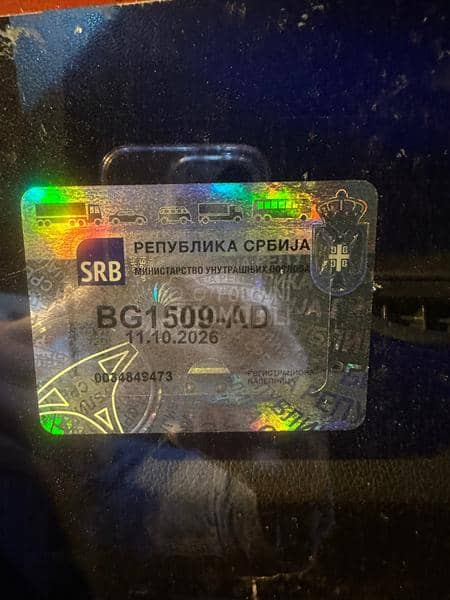 РЕПУБЛИКА СРБИЈА
SRB
МИНИСТАРСТВО УНУТРАШЊИХ ПОСЛОВА
BG1509-AD
11.10.2026
0034849473
РЕГИСТРАЦИОНА
НАЛЕПНИЦА